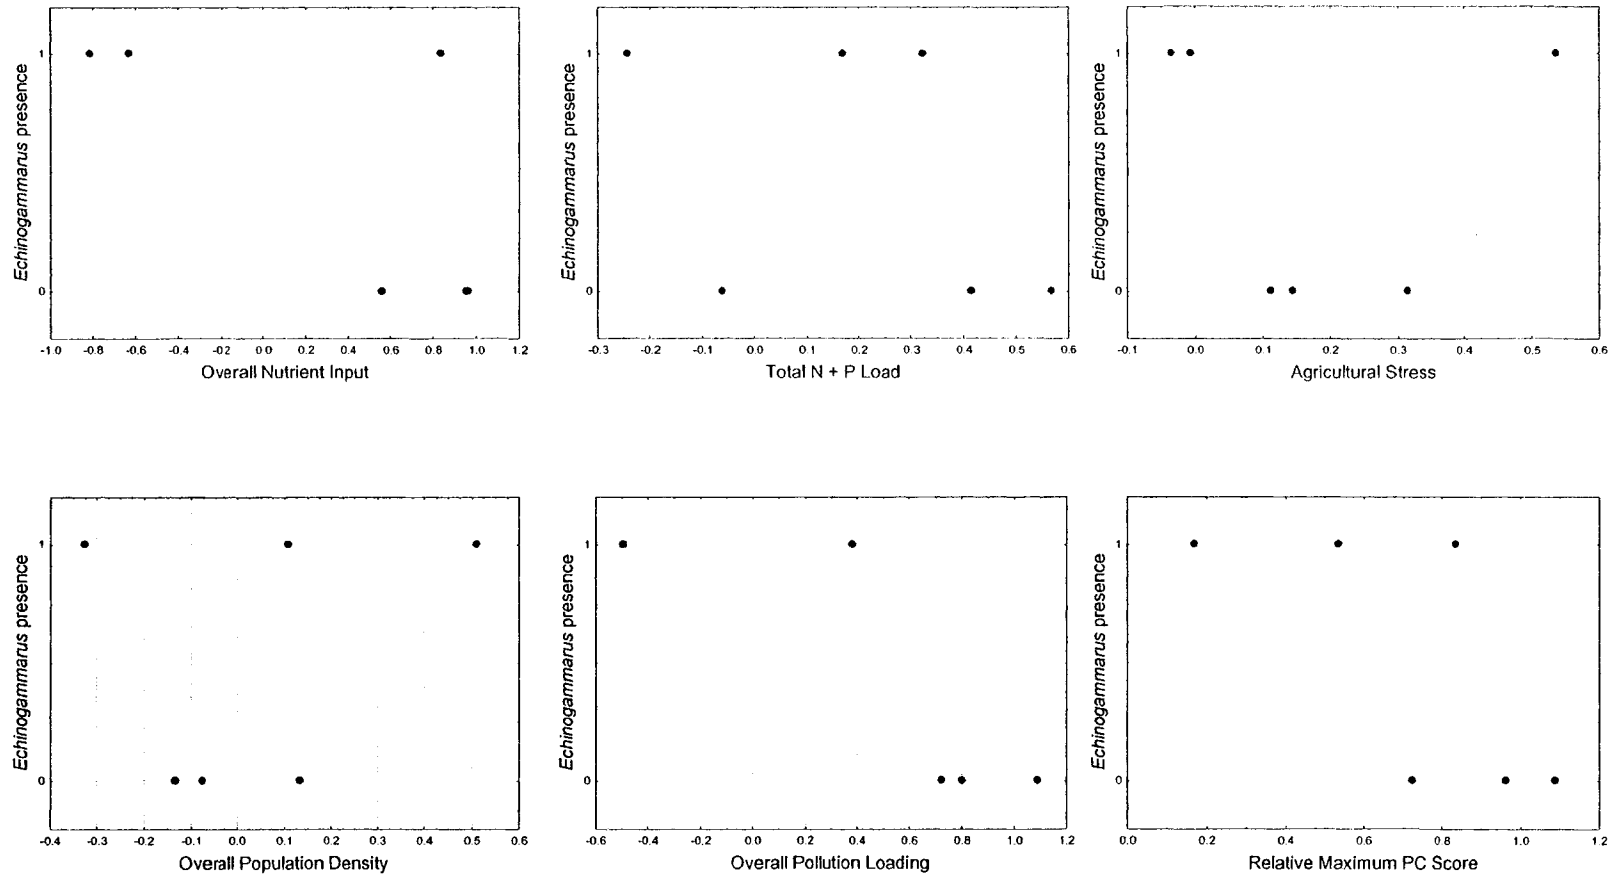 Echinogammarus presence
1
0
-1.0 -0.8 -0.6 -0.4 -0.2 0.0 0.2 0.4 0.6 0.8 1.0 1.2
Overall Nutrient Input
Echinogammarus presence
1
0
-0.3 -0.2 -0.1 0.0 0.1 0.2 0.3 0.4 0.5 0.6
Total N + P Load
Echinogammarus presence
1
0
-0.1 0.0 0.1 0.2 0.3 0.4 0.5 0.6
Agricultural Stress
Echinogammarus presence
1
0
-0.4 -0.3 -0.2 -0.1 0.0 0.1 0.2 0.3 0.4 0.5 0.6
Overall Population Density
Echinogammarus presence
1
0
-0.6 -0.4 -0.2 0.0 0.2 0.4 0.6 0.8 1.0 1.2
Overall Pollution Loading
Echinogammarus presence
1
0
0.0 0.2 0.4 0.6 0.8 1.0 1.2
Relative Maximum PC Score